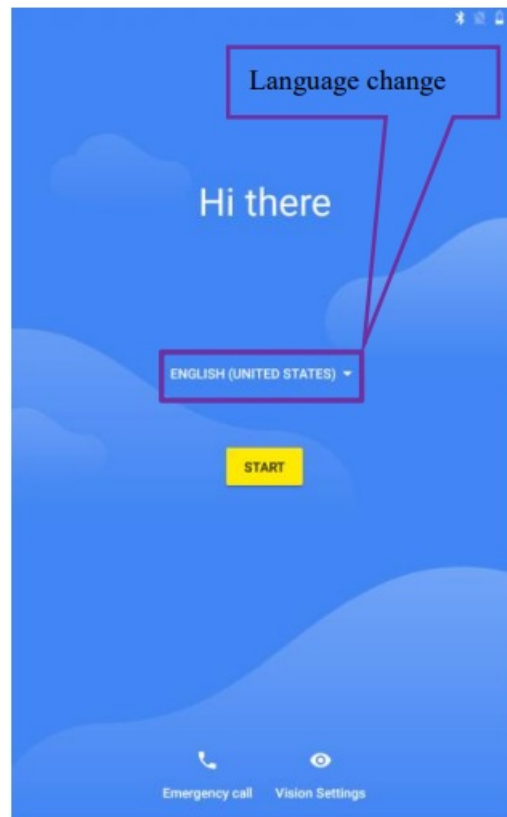 Language change
Hi there
ENGLISH (UNITED STATES)
START
Emergency call
Vision Settings